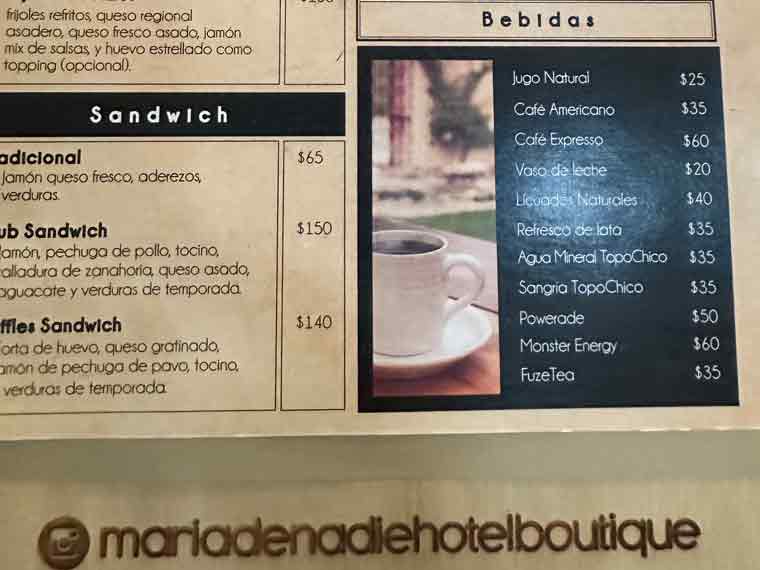 frijoles refritos, queso regional
asadero, queso fresco asado, jamón
mix de salsas, y huevo estrellado como
topping (opcional).
Sandwich
adicional $65
Jamón queso fresco, aderezos,
verduras.
ub Sandwich $150
Jamón, pechuga de pollo, tocino,
alladura de zanahoria, queso asado,
aguacate y verduras de temporada.
ffles Sandwich $140
orta de huevo, queso gratinado,
amón de pechuga de pavo, tocino,
verduras de temporada.
Bebidas
Jugo Natural $25
Café Americano $35
Café Expresso $60
Vaso de leche $20
Licuados Naturales $40
Refresco de lata $35
Agua Mineral TopoChico $35
Sangria TopoChico $35
Powerade $50
Monster Energy $60
FuzeTea $35
mariadenadiehotelboutique